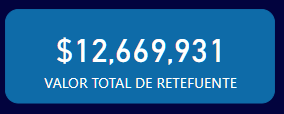 $12,669,931
VALOR TOTAL DE RETEFUENTE